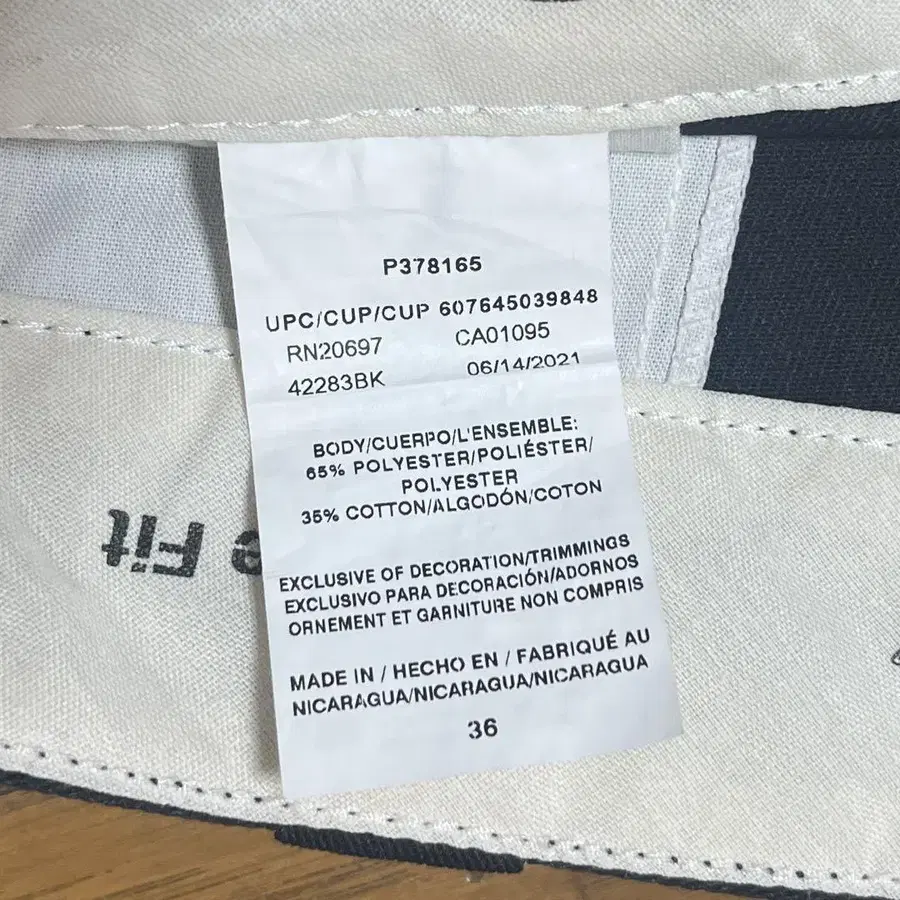 P378165
UPC/CUP/CUP 607645039848
RN20697 CA01095
42283BK 06/14/2021
BODY/CUERPO/L'ENSEMBLE:
65% POLYESTER/POLIÉSTER/
POLYESTER
35% COTTON/ALGODÓN/COTON
EXCLUSIVE OF DECORATION/TRIMMINGS
EXCLUSIVO PARA DECORACIÓN/ADORNOS
ORNEMENT ET GARNITURE NON COMPRIS
MADE IN / HECHO EN / FABRIQUÉ AU
NICARAGUA/NICARAGUA/NICARAGUA
36
Fit